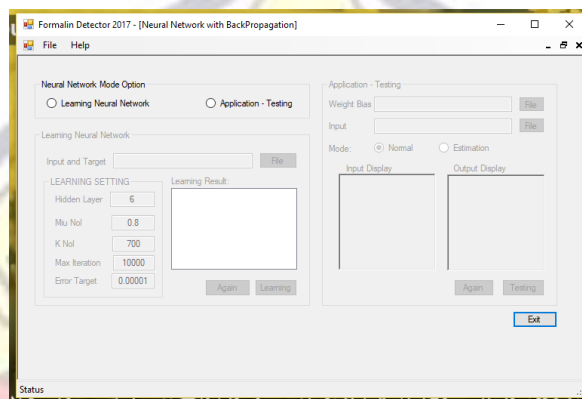 Formalin Detector 2017 - [Neural Network with BackPropagation]
File Help
Neural Network Mode Option
Learning Neural Network
Application - Testing
Learning Neural Network
Input and Target
File
LEARNING SETTING
Hidden Layer 6
Miu Nol 0.8
K Nol 700
Max Iteration 10000
Error Target 0.00001
Learning Result:
Again Learning
Application - Testing
Weight Bias
File
Input
File
Mode: Normal Estimation
Input Display
Output Display
Again Testing
Exit
Status